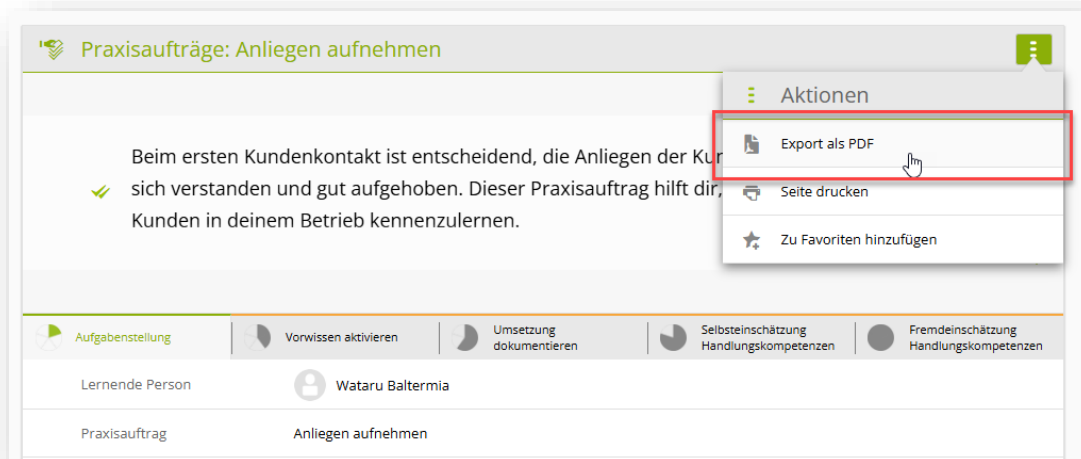 Praxisaufträge: Anliegen aufnehmen
Aktionen
Export als PDF
Seite drucken
Zu Favoriten hinzufügen
Beim ersten Kundenkontakt ist entscheidend, die Anliegen der
sich verstanden und gut aufgehoben. Dieser Praxisauftrag hilft dir,
Kunden in deinem Betrieb kennenzulernen.
Aufgabenstellung
Vorwissen aktivieren
Umsetzung
dokumentieren
Selbsteinschätzung
Handlungskompetenzen
Fremdeinschätzung
Handlungskompetenzen
Lernende Person
Wataru Baltermia
Praxisauftrag
Anliegen aufnehmen